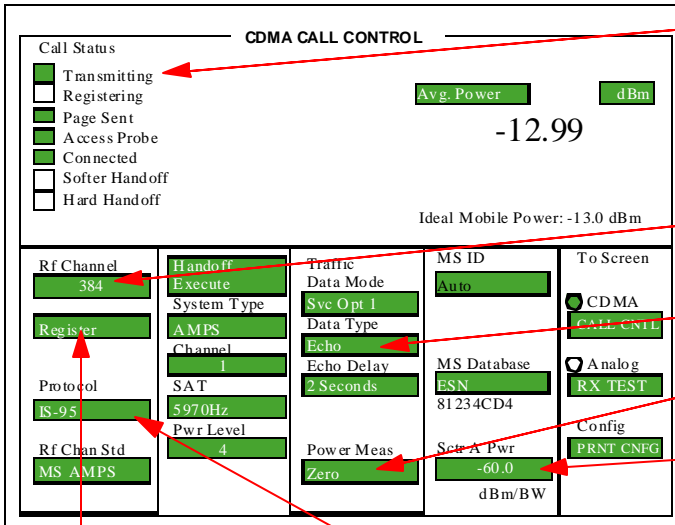 CDMA CALL CONTROL
Call Status
Transmitting
Registering
Page Sent
Access Probe
Connected
Softer Handoff
Hard Handoff
Avg. Power dBm
-12.99
Ideal Mobile Power: -13.0 dBm
Rf Channel
384
Register
Protocol
IS-95
Rf Chan Std
MS AMPS
Handoff
Execute
System Type
AMPS
Channel
1
SAT
5970Hz
Pwr Level
4
Traffic
Data Mode
Svc Opt 1
Data Type
Echo
Echo Delay
2 Seconds
Power Meas
Zero
MS ID
Auto
MS Database
ESN
81234CD4
Sctr A Pwr
-60.0
dBm/BW
To Screen
CDMA
CALL CNTL
Analog
RX TEST
Config
PRNT CNFG